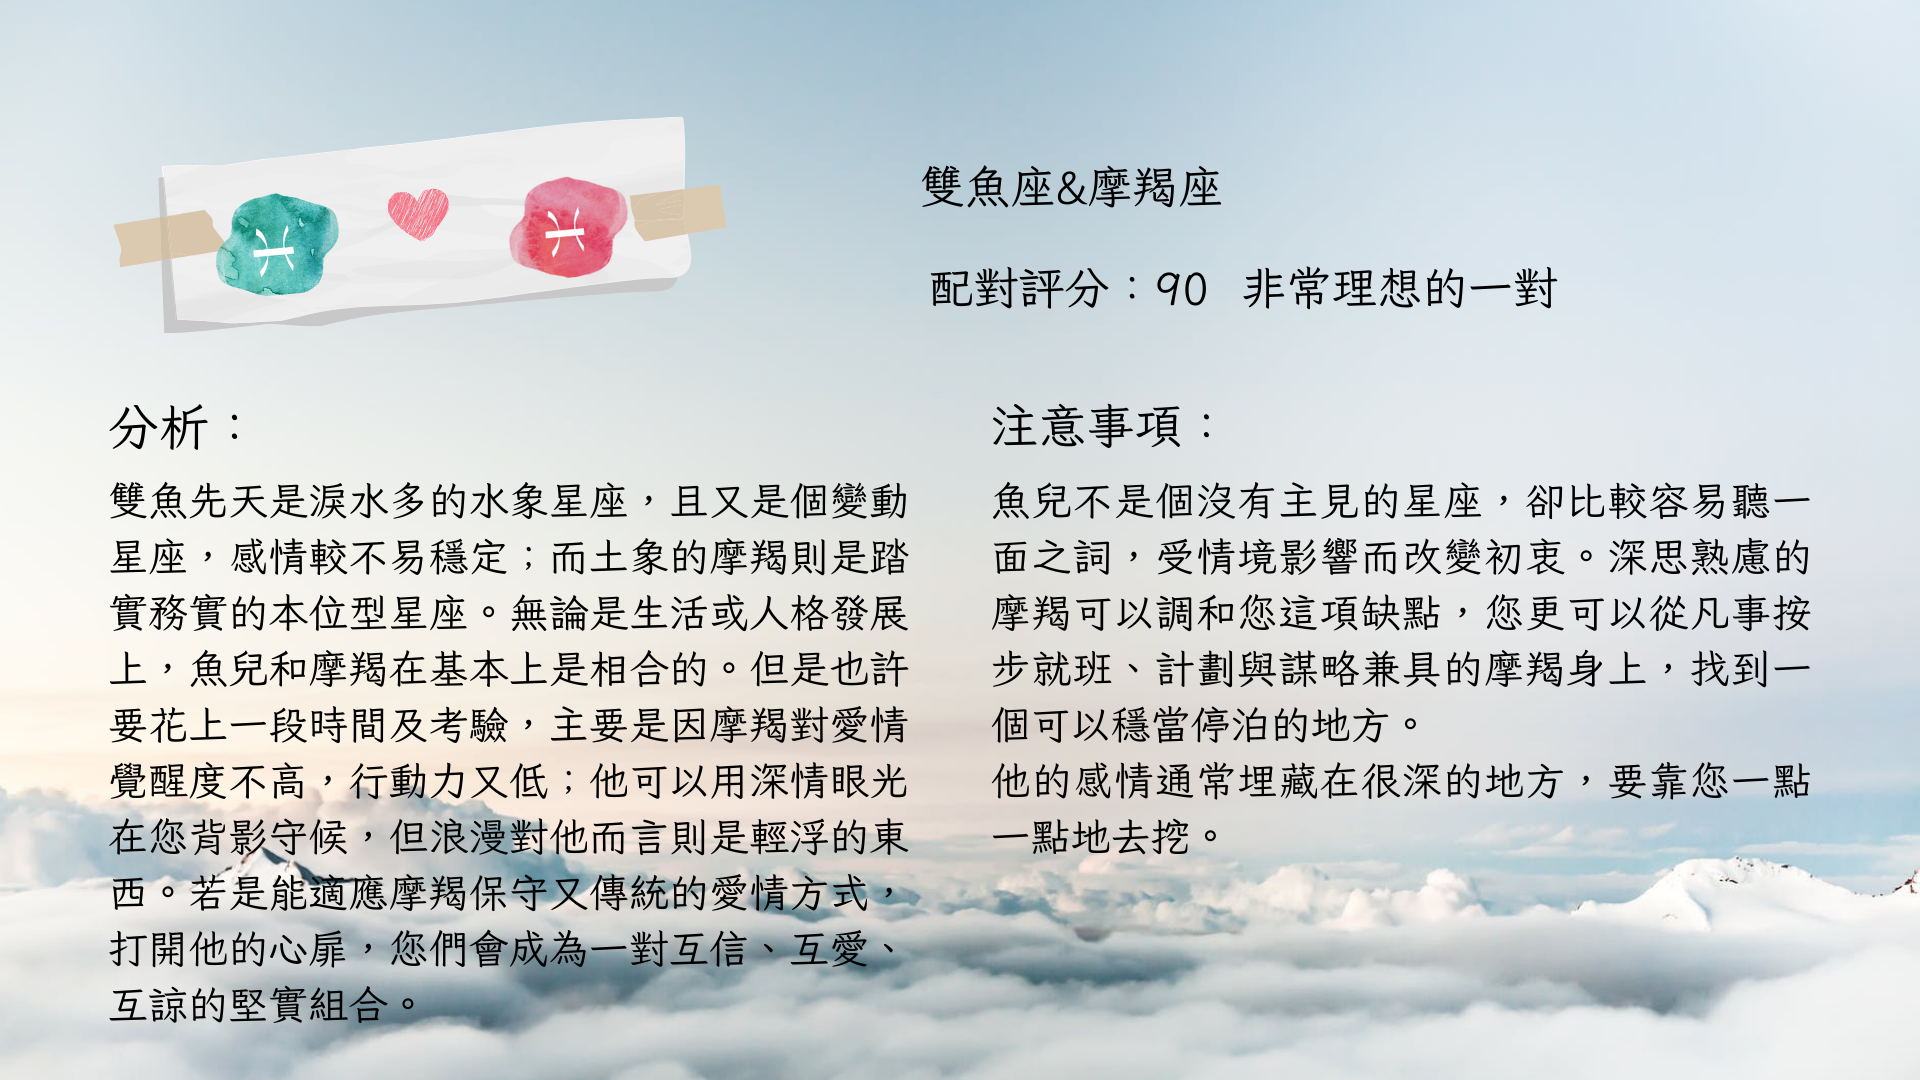 雙魚座&摩羯座
配對評分：90 非常理想的一對
分析：
雙魚先天是淚水多的水象星座，且又是個變動
星座，感情較不易穩定；而土象的摩羯則是踏
實務實的本位型星座。無論是生活或人格發展
上，魚兒和摩羯在基本上是相合的。但是也許
要花上一段時間及考驗，主要是因摩羯對愛情
覺醒度不高，行動力又低；他可以用深情眼光
在您背影守候，但浪漫對他而言則是輕浮的東
西。若是能適應摩羯保守又傳統的愛情方式，
打開他的心扉，您們會成為一對互信、互愛、
互諒的堅實組合。
注意事項：
魚兒不是個沒有主見的星座，卻比較容易聽一
面之詞，受情境影響而改變初衷。深思熟慮的
摩羯可以調和您這項缺點，您更可以從凡事按
步就班、計劃與謀略兼具的摩羯身上，找到一
個可以穩當停泊的地方。
他的感情通常埋藏在很深的地方，要靠您一點
一點地去挖。